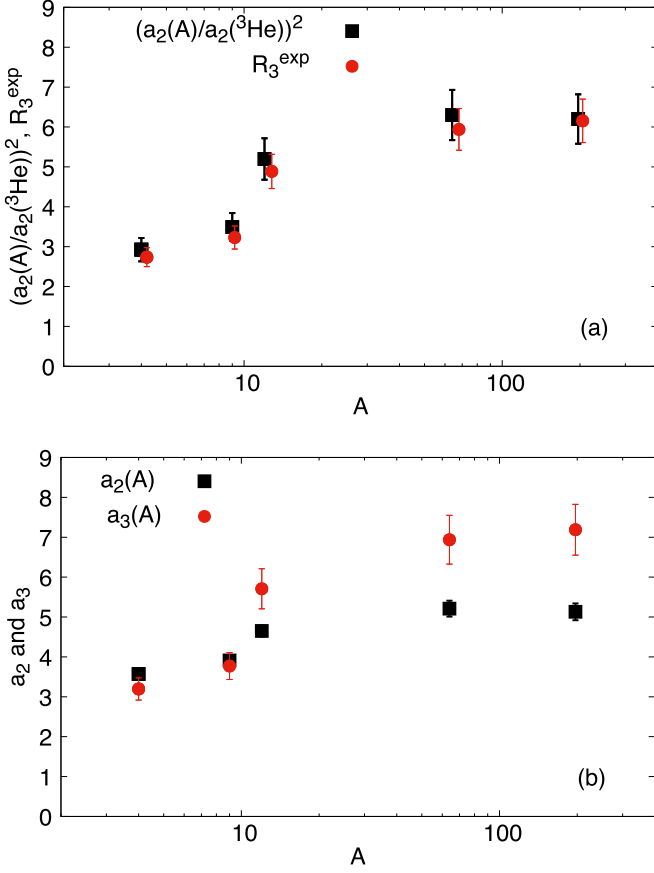 (a₂(A)/a₂(³He))²
R₃ᵉˣᵖ
(a₂(A)/a₂(³He))², R₃ᵉˣᵖ
9
8
7
6
5
4
3
2
1
0
(a)
10 100
A
a₂(A)
a₃(A)
a₂ and a₃
9
8
7
6
5
4
3
2
1
0
(b)
10 100
A